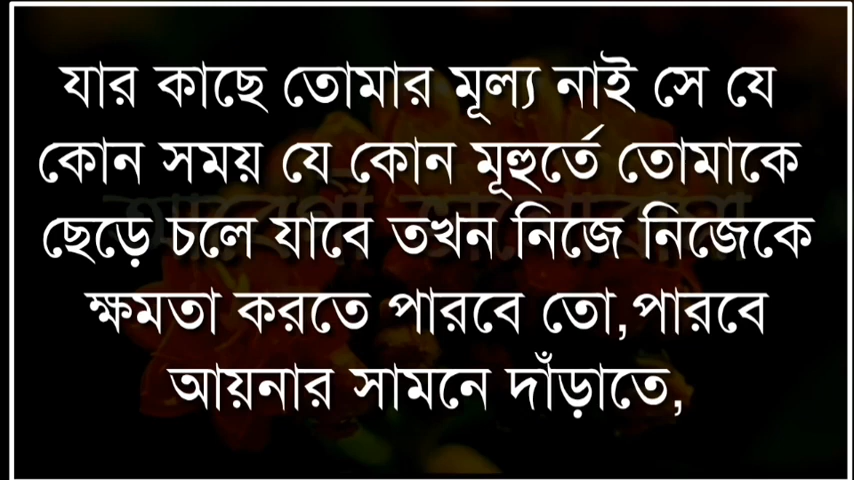 যার কাছে তোমার মূল্য নাই সে যে
কোন সময় যে কোন মূহুর্তে তোমাকে
ছেড়ে চলে যাবে তখন নিজে নিজেকে
ক্ষমতা করতে পারবে তো,পারবে
আয়নার সামনে দাঁড়াতে,